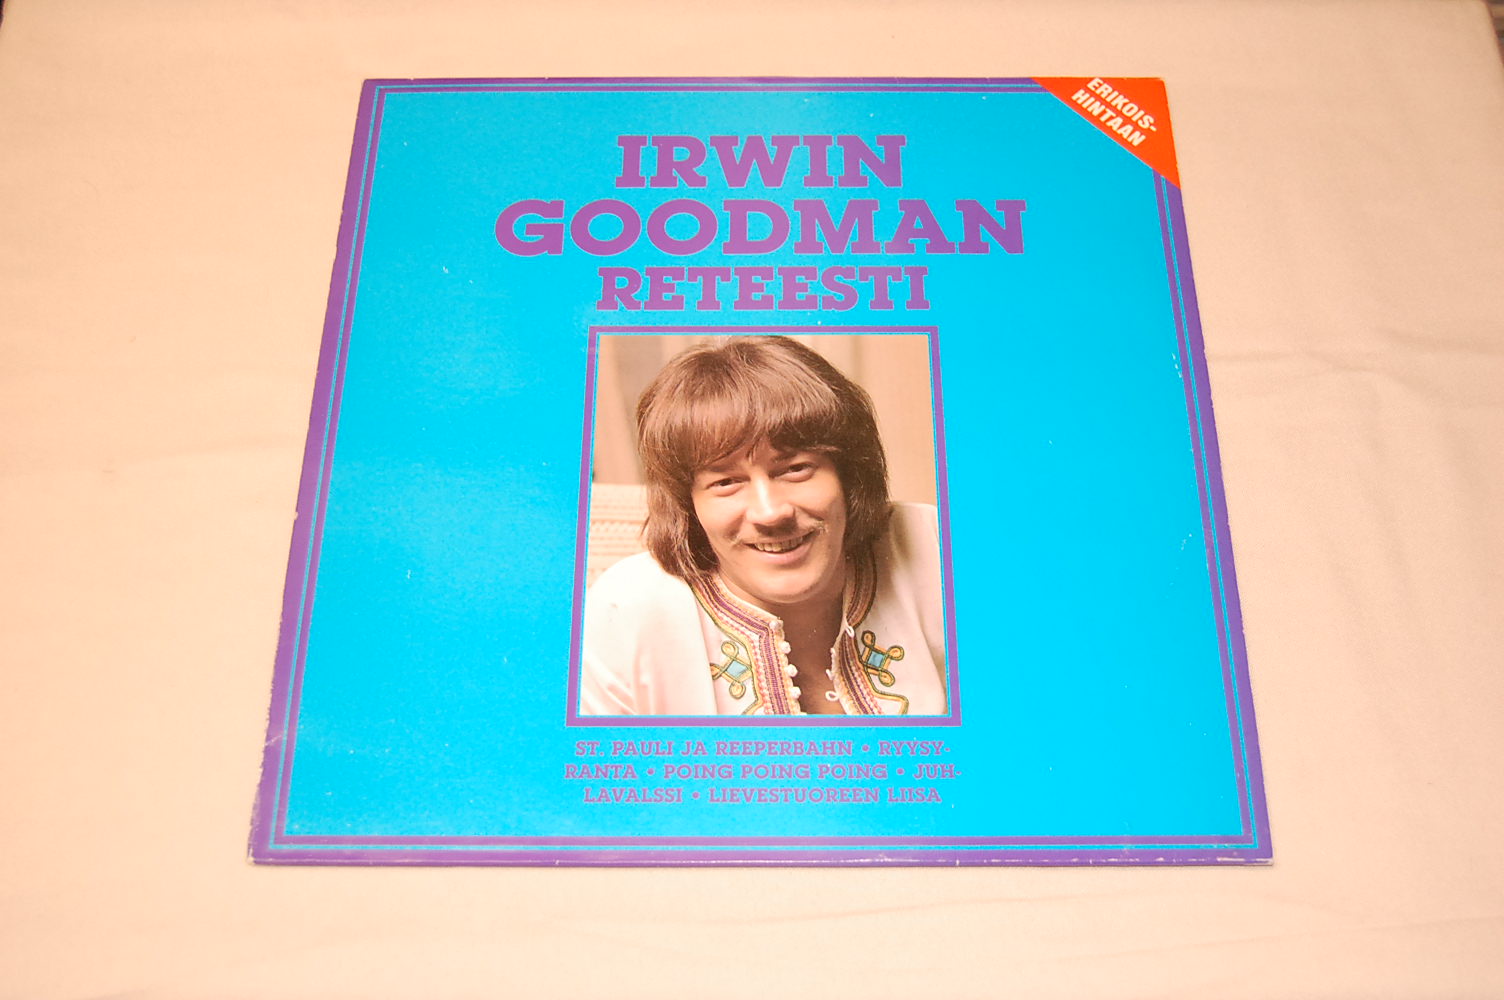 ERIKOIS-
HINTAAN
IRWIN
GOODMAN
RETEESTI
ST. PAULI JA REEPERBAHN • RYYSY-
RANTA • POING POING POING • JUH-
LAVALSSI • LIEVESTUOREEN LIISA